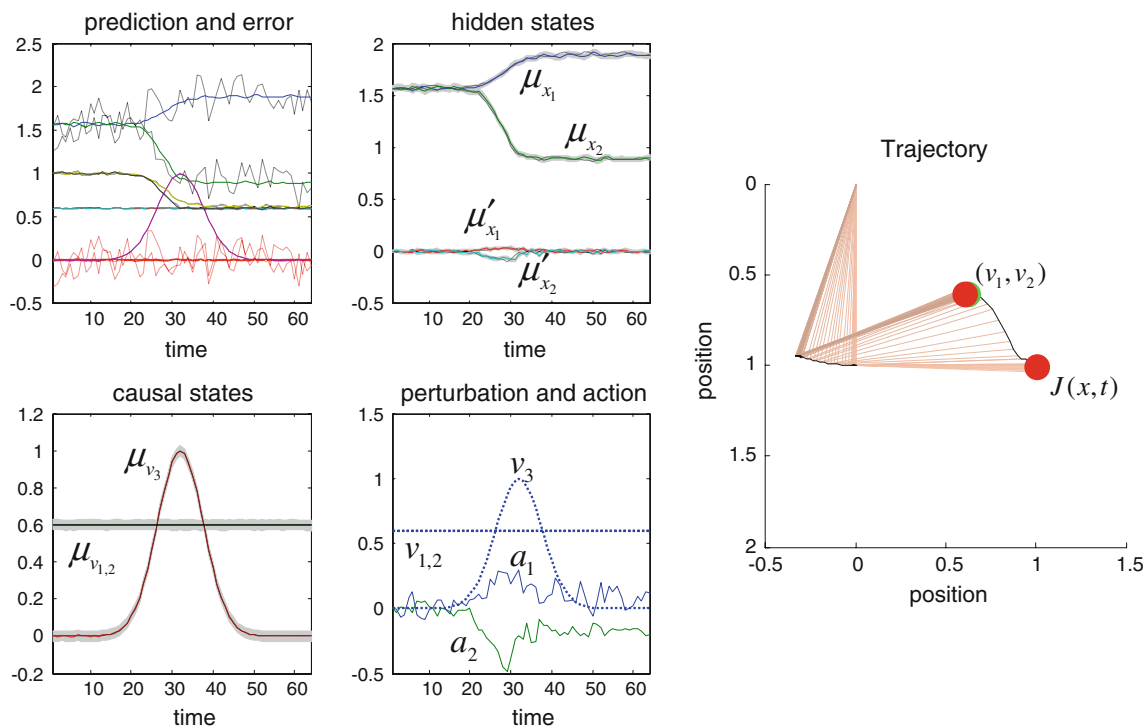 prediction and error
2.5
2
1.5
1
0.5
0
-0.5
10 20 30 40 50 60
time
hidden states
2
1.5
1
0.5
0
-0.5
μx1
μx2
μ′x1
μ′x2
10 20 30 40 50 60
time
causal states
1.2
1
0.8
0.6
0.4
0.2
0
-0.2
μv3
μv1,2
10 20 30 40 50 60
time
perturbation and action
1.5
1
0.5
0
-0.5
v3
v1,2
a1
a2
10 20 30 40 50 60
time
Trajectory
0
0.5
1
1.5
2
position
(v1,v2)
J(x,t)
-0.5 0 0.5 1 1.5
position